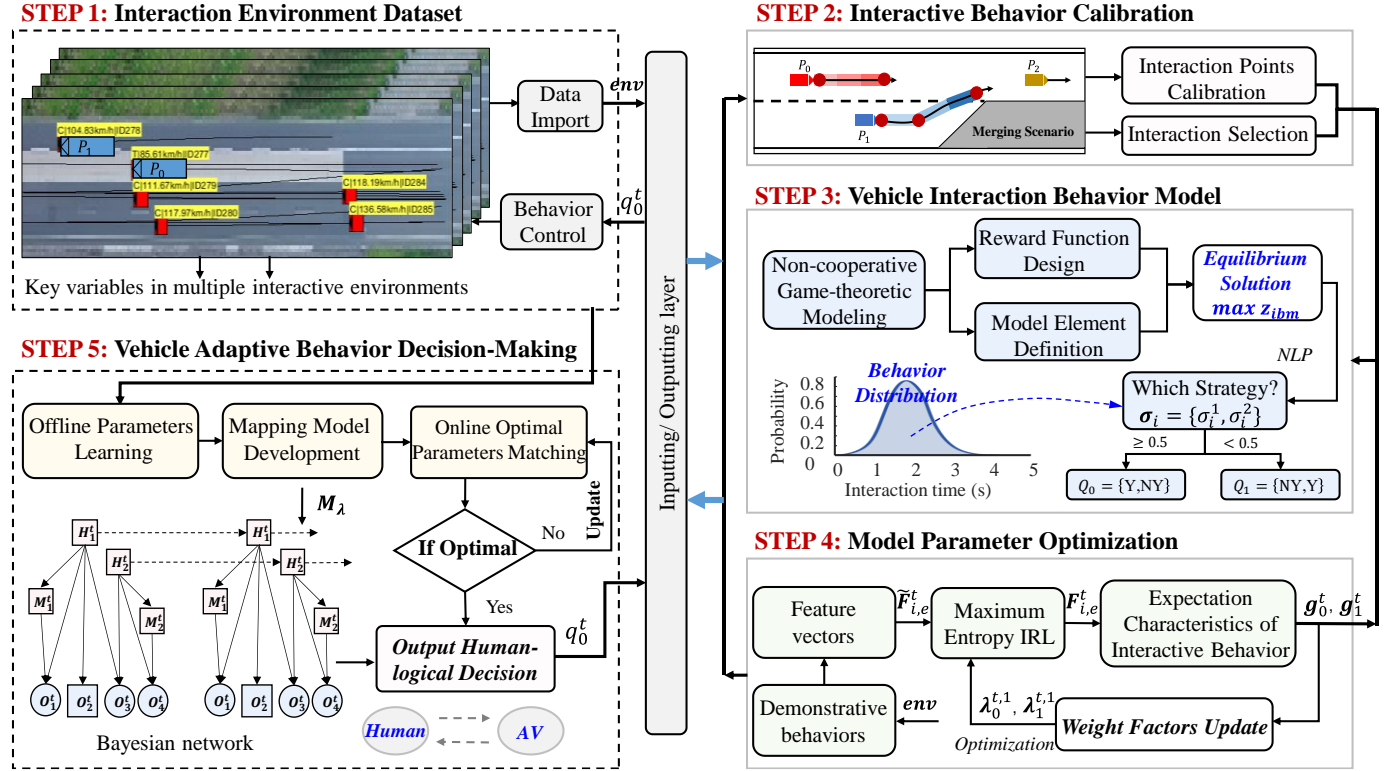 STEP 1: Interaction Environment Dataset
C|104.83km/h|ID278
P₁
T|85.61km/h|ID277
P₀
C|111.67km/h|ID279
C|118.19km/h|ID284
C|117.97km/h|ID280
C|136.58km/h|ID285
Data
Import
env
Behavior
Control
q₀ᵗ
Key variables in multiple interactive environments
Inputting/ Outputting layer
STEP 2: Interactive Behavior Calibration
P₀
P₂
P₁
Merging Scenario
Interaction Points
Calibration
Interaction Selection
STEP 3: Vehicle Interaction Behavior Model
Non-cooperative
Game-theoretic
Modeling
Reward Function
Design
Model Element
Definition
Equilibrium
Solution
max z_ibm
NLP
Behavior
Distribution
Probability
0.8
0.6
0.4
0.2
0
0 1 2 3 4 5
Interaction time (s)
Which Strategy?
σᵢ = {σᵢ¹, σᵢ²}
≥ 0.5
< 0.5
Q₀ = {Y,NY}
Q₁ = {NY,Y}
STEP 4: Model Parameter Optimization
Feature
vectors
F̃ᵗᵢ,ₑ
Maximum
Entropy IRL
Fᵗᵢ,ₑ
Expectation
Characteristics of
Interactive Behavior
g₀ᵗ, g₁ᵗ
Demonstrative
behaviors
env
λ₀ᵗ,¹, λ₁ᵗ,¹
Optimization
Weight Factors Update
STEP 5: Vehicle Adaptive Behavior Decision-Making
Offline Parameters
Learning
Mapping Model
Development
Online Optimal
Parameters Matching
M_λ
If Optimal
No
Update
Yes
Output Human-
logical Decision
q₀ᵗ
H₁ᵗ
H₁ᵗ
H₂ᵗ
H₂ᵗ
M₁ᵗ
M₂ᵗ
M₁ᵗ
M₂ᵗ
O₁ᵗ O₂ᵗ O₃ᵗ O₄ᵗ
O₁ᵗ O₂ᵗ O₃ᵗ O₄ᵗ
Bayesian network
Human
AV